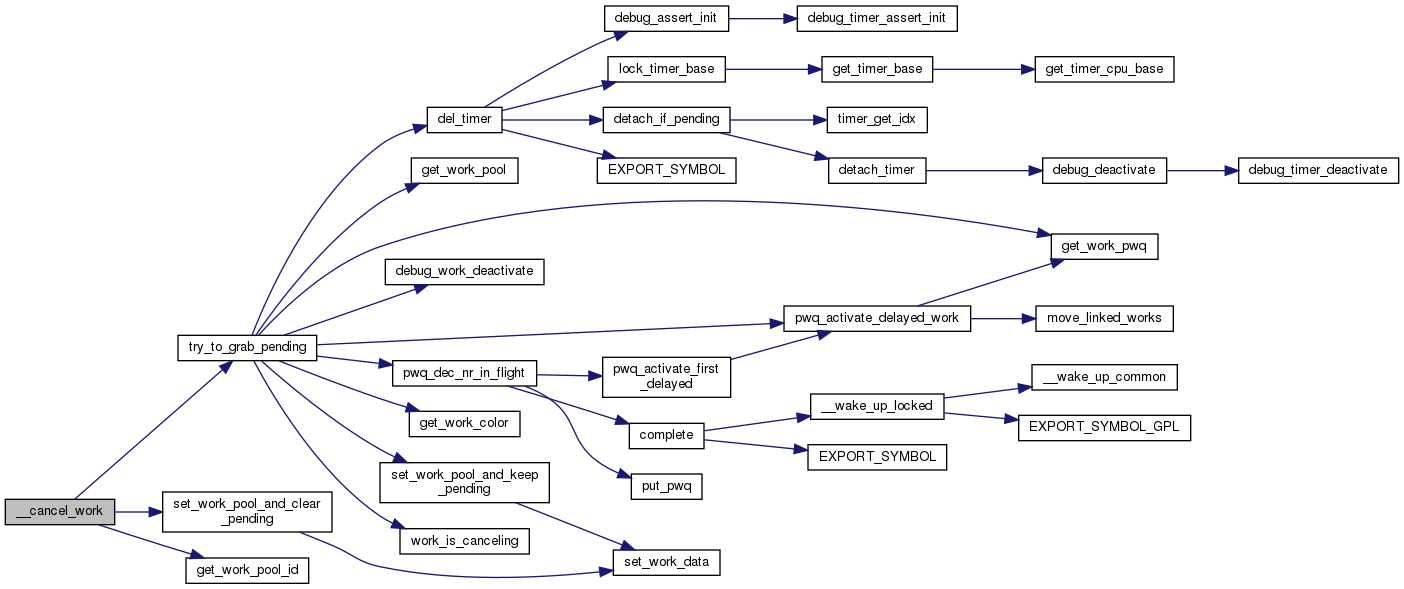 debug_assert_init
debug_timer_assert_init
lock_timer_base
get_timer_base
get_timer_cpu_base
del_timer
detach_if_pending
timer_get_idx
get_work_pool
EXPORT_SYMBOL
detach_timer
debug_deactivate
debug_timer_deactivate
get_work_pwq
debug_work_deactivate
try_to_grab_pending
pwq_activate_delayed_work
move_linked_works
pwq_dec_nr_in_flight
pwq_activate_first
_delayed
__wake_up_common
__wake_up_locked
get_work_color
complete
EXPORT_SYMBOL_GPL
EXPORT_SYMBOL
set_work_pool_and_keep
_pending
put_pwq
__cancel_work
set_work_pool_and_clear
_pending
work_is_canceling
get_work_pool_id
set_work_data